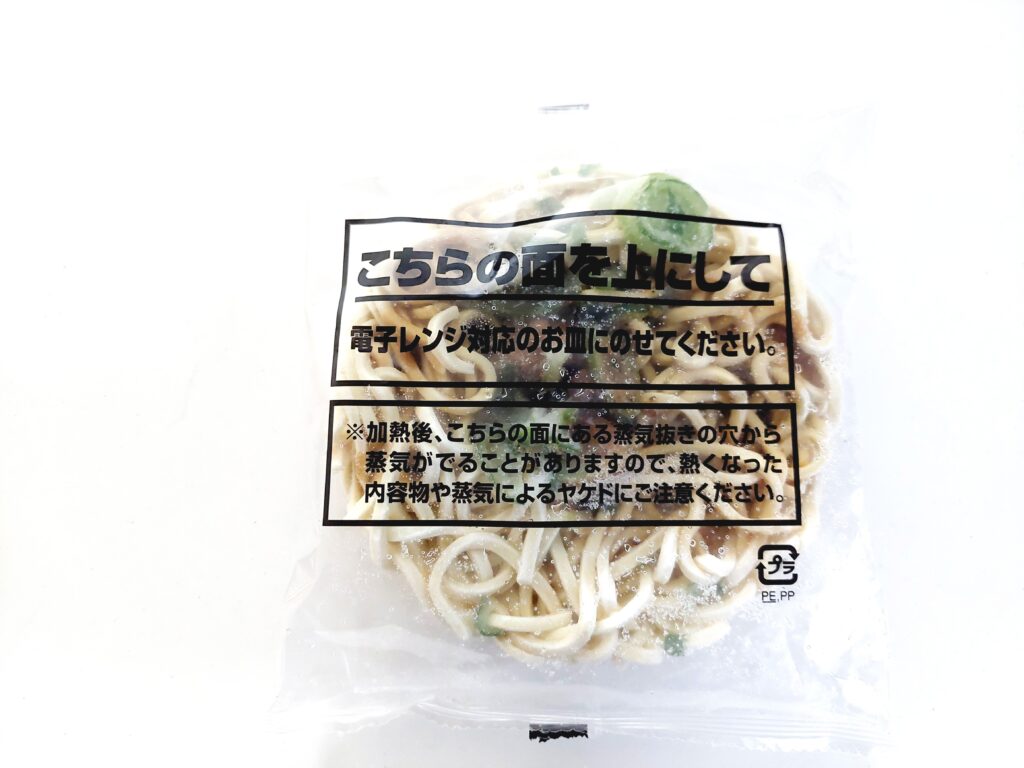 こちらの面を上にして
電子レンジ対応のお皿にのせてください。
※加熱後、こちらの面にある蒸気抜きの穴から
蒸気がでることがありますので、熱くなった
内容物や蒸気によるヤケドにご注意ください。
プラ
PE,PP